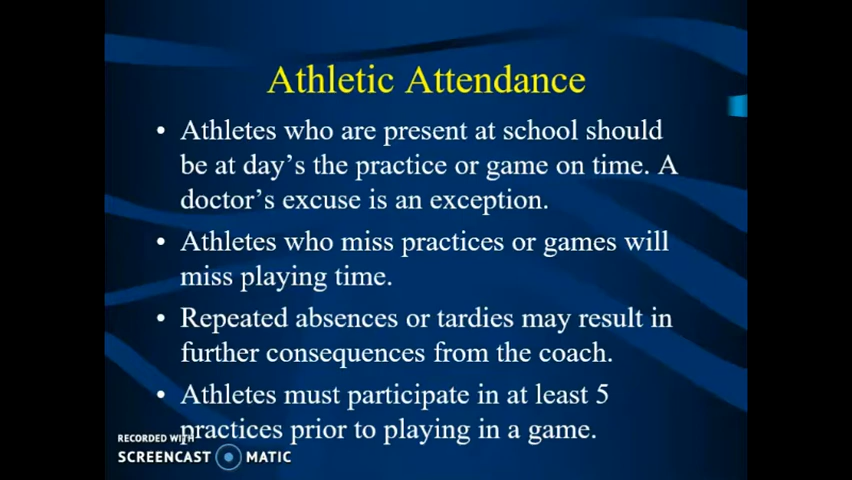 Athletic Attendance
• Athletes who are present at school should
be at day's the practice or game on time. A
doctor's excuse is an exception.
• Athletes who miss practices or games will
miss playing time.
• Repeated absences or tardies may result in
further consequences from the coach.
• Athletes must participate in at least 5
practices prior to playing in a game.
RECORDED WITH
SCREENCAST MATIC